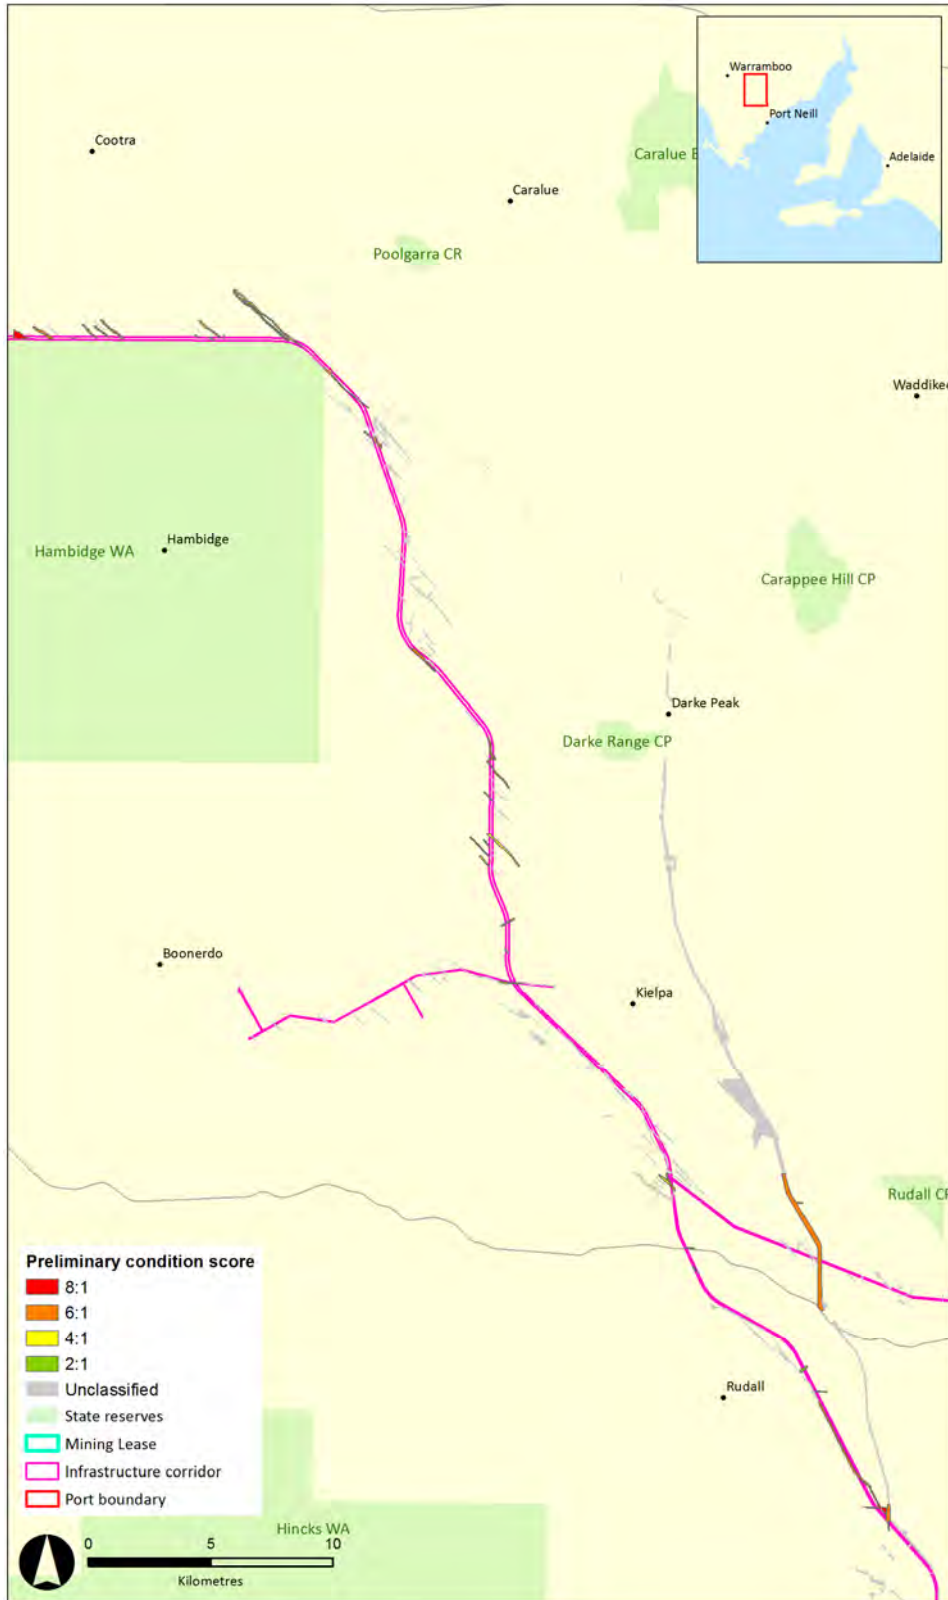 Warramboo
Port Neill
Adelaide
Cootra
Caralue
Poolgarra CR
Hambidge WA
Hambidge
Carappee Hill CP
Darke Peak
Darke Range CP
Boonerdo
Kielpa
Rudall
Preliminary condition score
8:1
6:1
4:1
2:1
Unclassified
State reserves
Mining Lease
Infrastructure corridor
Port boundary
Hincks WA
0 5 10
Kilometres